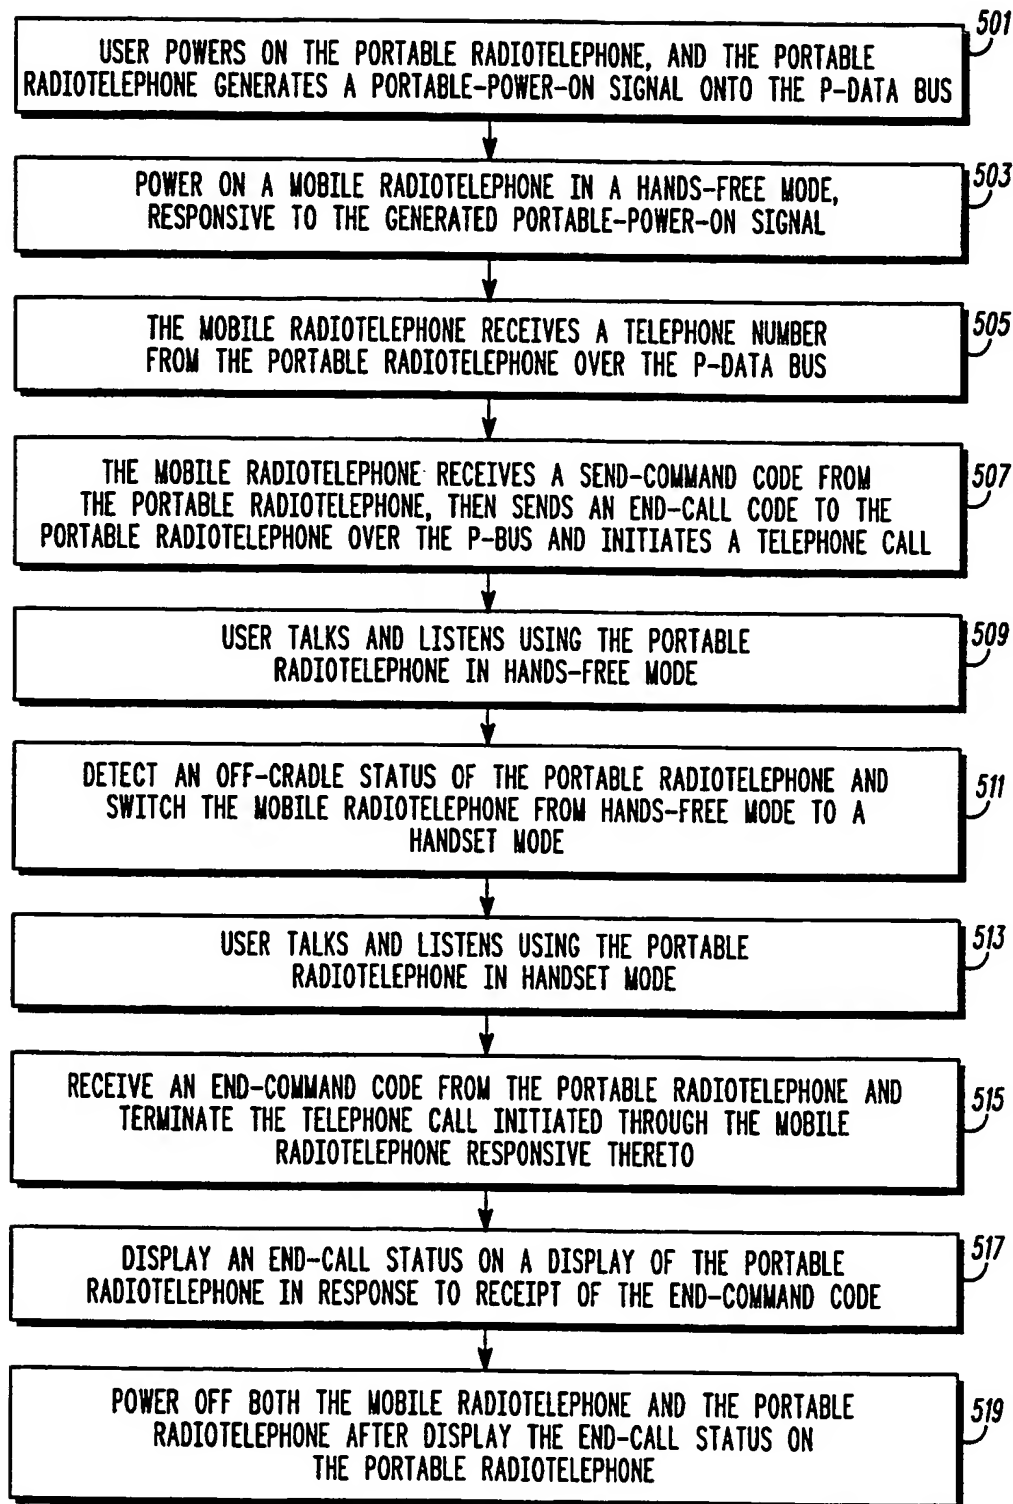 501
USER POWERS ON THE PORTABLE RADIOTELEPHONE, AND THE PORTABLE
RADIOTELEPHONE GENERATES A PORTABLE-POWER-ON SIGNAL ONTO THE P-DATA BUS
503
POWER ON A MOBILE RADIOTELEPHONE IN A HANDS-FREE MODE,
RESPONSIVE TO THE GENERATED PORTABLE-POWER-ON SIGNAL
505
THE MOBILE RADIOTELEPHONE RECEIVES A TELEPHONE NUMBER
FROM THE PORTABLE RADIOTELEPHONE OVER THE P-DATA BUS
507
THE MOBILE RADIOTELEPHONE RECEIVES A SEND-COMMAND CODE FROM
THE PORTABLE RADIOTELEPHONE, THEN SENDS AN END-CALL CODE TO THE
PORTABLE RADIOTELEPHONE OVER THE P-BUS AND INITIATES A TELEPHONE CALL
509
USER TALKS AND LISTENS USING THE PORTABLE
RADIOTELEPHONE IN HANDS-FREE MODE
511
DETECT AN OFF-CRADLE STATUS OF THE PORTABLE RADIOTELEPHONE AND
SWITCH THE MOBILE RADIOTELEPHONE FROM HANDS-FREE MODE TO A
HANDSET MODE
513
USER TALKS AND LISTENS USING THE PORTABLE
RADIOTELEPHONE IN HANDSET MODE
515
RECEIVE AN END-COMMAND CODE FROM THE PORTABLE RADIOTELEPHONE AND
TERMINATE THE TELEPHONE CALL INITIATED THROUGH THE MOBILE
RADIOTELEPHONE RESPONSIVE THERETO
517
DISPLAY AN END-CALL STATUS ON A DISPLAY OF THE PORTABLE
RADIOTELEPHONE IN RESPONSE TO RECEIPT OF THE END-COMMAND CODE
519
POWER OFF BOTH THE MOBILE RADIOTELEPHONE AND THE PORTABLE
RADIOTELEPHONE AFTER DISPLAY THE END-CALL STATUS ON
THE PORTABLE RADIOTELEPHONE